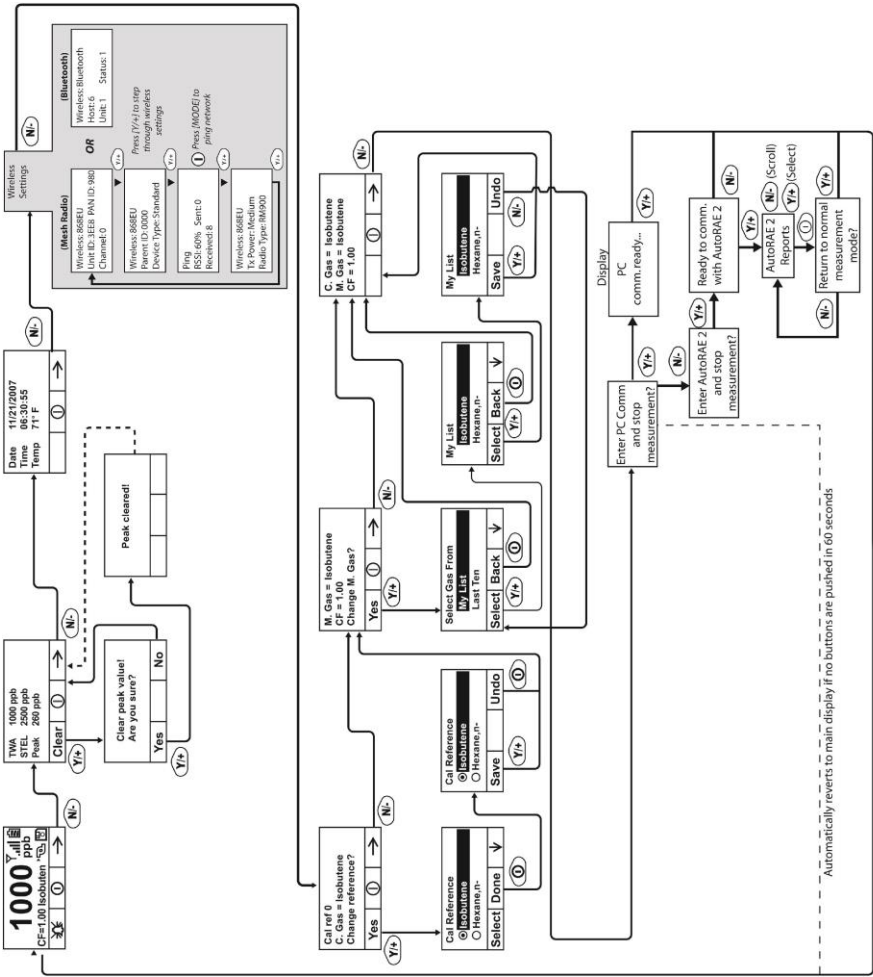 1000 ppb
CF=1.00 Isobuten
N/-
TWA 1000 ppb
STEL 2500 ppb
Peak 260 ppb
Clear
Y/+
N/-
Clear peak value!
Are you sure?
Yes No
Y/+
Peak cleared!
Date 11/21/2007
Time 06:30:55
Temp 71° F
N/-
Wireless
Settings
N/-
(Mesh Radio)
Wireless: 868EU
Unit ID: 3EEB PAN ID: 980
Channel: 0
Y/+
Wireless: 868EU
Parent ID: 0000
Device Type: Standard
Y/+
Ping
RSSI: 60% Sent: 0
Received: 8
Y/+
Wireless: 868EU
Tx Power: Medium
Radio Type: RM900
Y/+
OR
Press [Y/+] to step
through wireless
settings
Press [MODE] to
ping network
(Bluetooth)
Wireless: Bluetooth
Host: 6
Unit: 1 Status: 1
Cal ref 0
C. Gas = Isobutene
Change reference?
Yes
Y/+
N/-
Cal Reference
Isobutene
Hexane,n-
Select Done
Cal Reference
Isobutene
Hexane,n-
Save Undo
Y/+
M. Gas = Isobutene
CF = 1.00
Change M. Gas?
Yes
Y/+
N/-
Select Gas From
My List
Last Ten
Select Back
Y/+
My List
Isobutene
Hexane,n-
Select Back
Y/+
C. Gas = Isobutene
M. Gas = Isobutene
CF = 1.00
N/-
My List
Isobutene
Hexane,n-
Save Undo
Y/+
N/-
Enter PC Comm
and stop
measurement?
Y/+
N/-
Display
PC
comm. ready...
Y/+
Enter AutoRAE 2
and stop
measurement?
Y/+
Ready to comm.
with AutoRAE 2
N/-
Y/+
AutoRAE 2
Reports
N/- (Scroll)
Y/+ (Select)
Return to normal
measurement
mode?
N/-
Y/+
Automatically reverts to main display if no buttons are pushed in 60 seconds